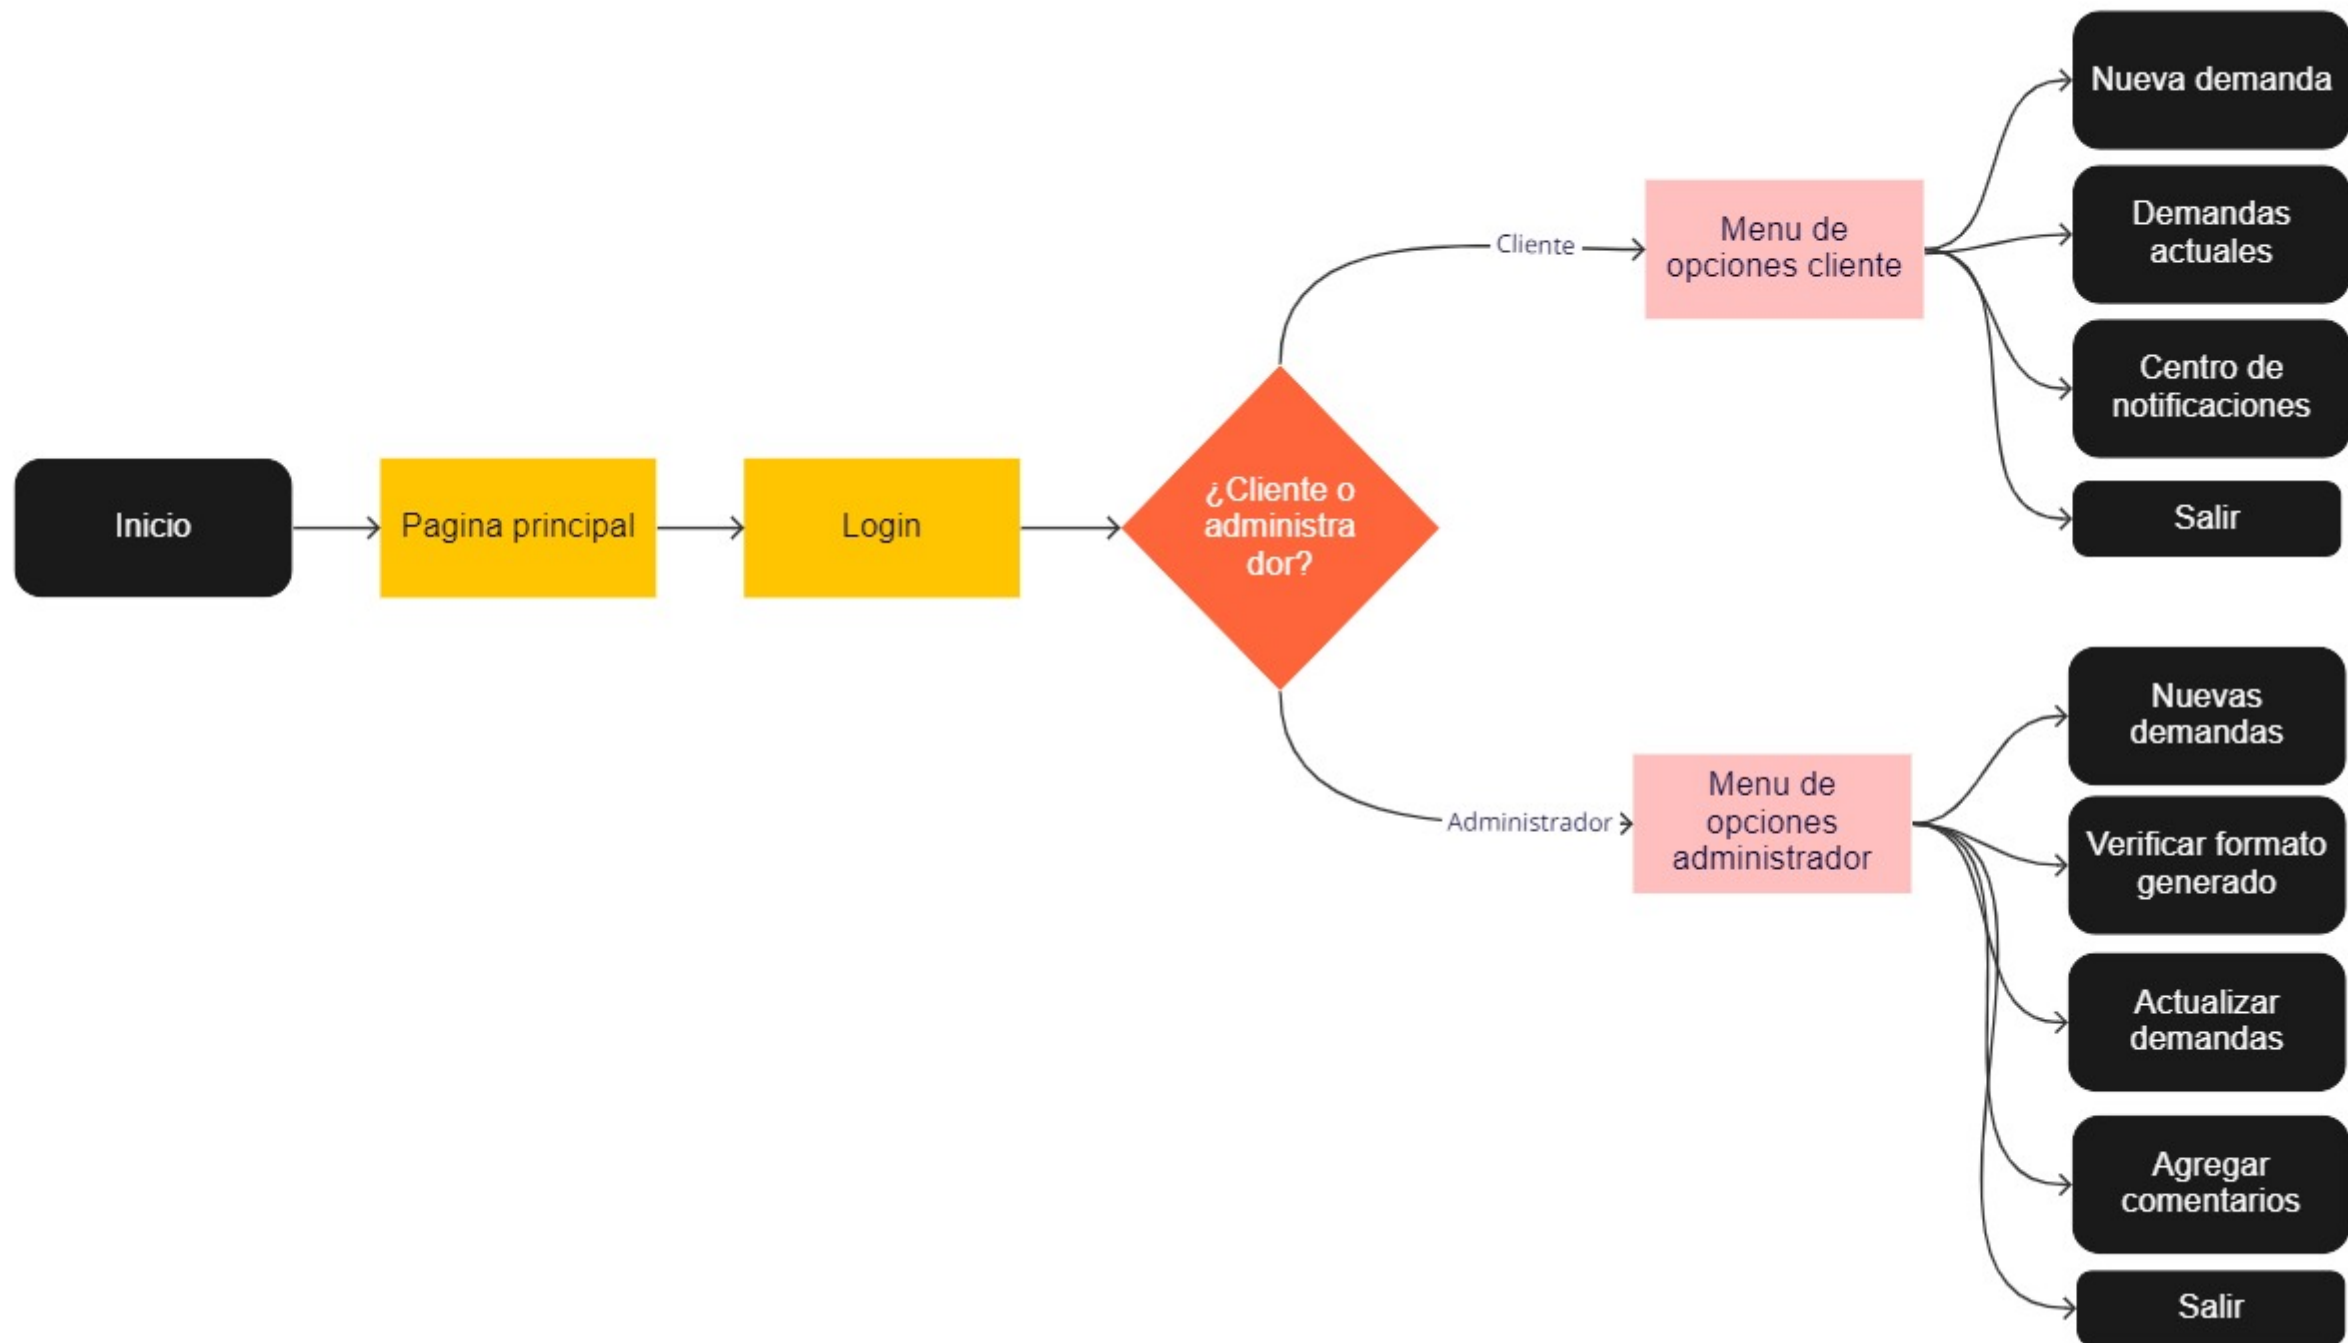 Inicio
Pagina principal
Login
¿Cliente o
administra
dor?
Cliente
Menu de
opciones cliente
Nueva demanda
Demandas
actuales
Centro de
notificaciones
Salir
Administrador
Menu de
opciones
administrador
Nuevas
demandas
Verificar formato
generado
Actualizar
demandas
Agregar
comentarios
Salir